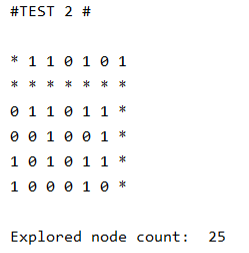 #TEST 2 #
* 1 1 0 1 0 1
* * * * * * *
0 1 1 0 1 1 *
0 0 1 0 0 1 *
1 0 1 0 1 1 *
1 0 0 0 1 0 *
Explored node count:  25